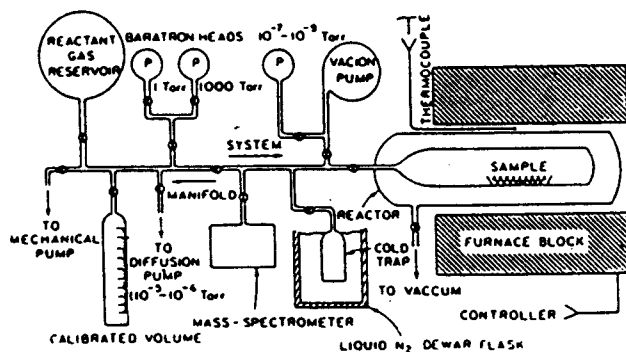 REACTANT
GAS
RESERVOIR
BARATRON HEADS
10⁻⁷-10⁻⁹
Torr
P
P
P
1 Torr
1000 Torr
VACION
PUMP
T
THERMOCOUPLE
SYSTEM
MANIFOLD
SAMPLE
REACTOR
TO
MECHANICAL
PUMP
TO
DIFFUSION
PUMP
(10⁻⁵-10⁻⁶ Torr
CALIBRATED VOLUME
MASS-SPECTROMETER
COLD
TRAP
LIQUID N₂ DEWAR FLASK
TO VACCUM
FURNACE BLOCK
CONTROLLER